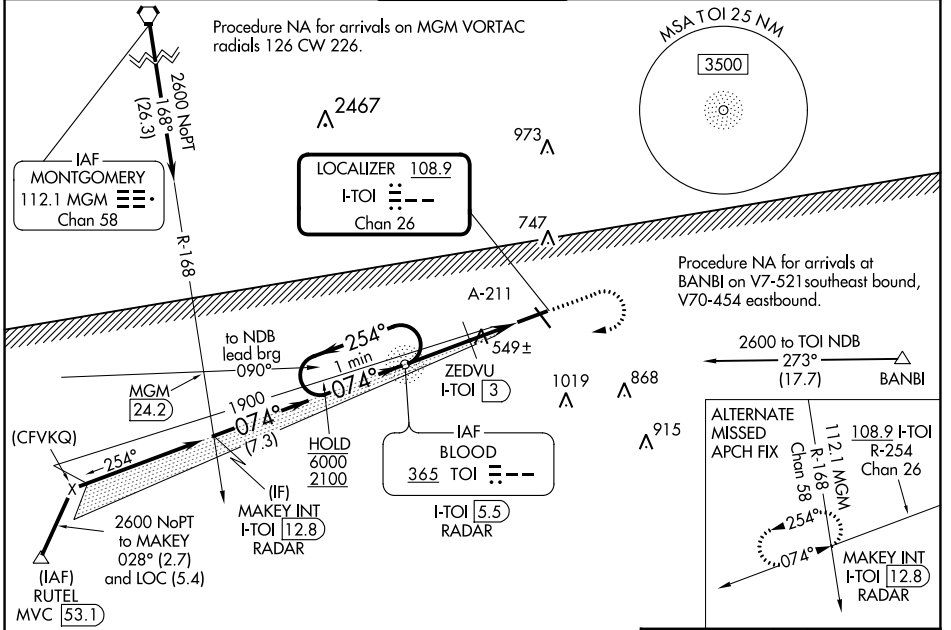 Procedure NA for arrivals on MGM VORTAC
radials 126 CW 226.
MSA TOI 25 NM
3500
2600 NoPT
168°
(26.3)
2467
973
IAF
MONTGOMERY
112.1 MGM
Chan 58
LOCALIZER 108.9
I-TOI
Chan 26
R-168
747
Procedure NA for arrivals at
BANBI on V7-521 southeast bound,
V70-454 eastbound.
A-211
to NDB
lead brg
090°
254°
1 min
074°
549±
ZEDVU
I-TOI 3
2600 to TOI NDB
273°
(17.7)
BANBI
MGM
24.2
1900
074°
(7.3)
1019
868
915
(CFVKQ)
254°
HOLD
6000
2100
IAF
BLOOD
365 TOI
I-TOI 5.5
RADAR
(IF)
MAKEY INT
I-TOI 12.8
RADAR
2600 NoPT
to MAKEY
028° (2.7)
and LOC (5.4)
(IAF)
RUTEL
MVC 53.1
ALTERNATE
MISSED
APCH FIX
112.1 MGM
R-168
Chan 58
108.9 I-TOI
R-254
Chan 26
254°
074°
MAKEY INT
I-TOI 12.8
RADAR